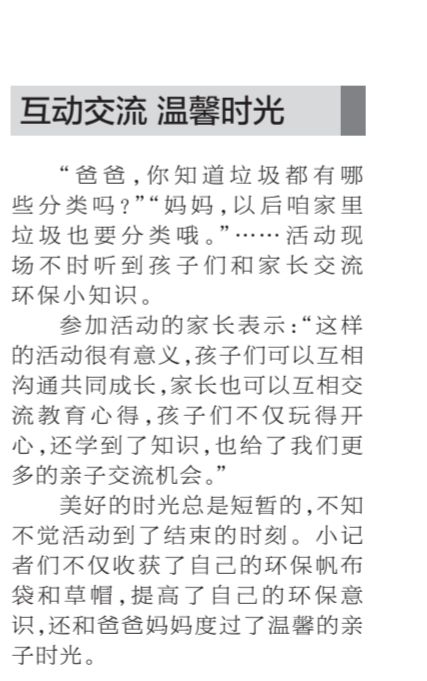 互动交流 温馨时光
“爸爸，你知道垃圾都有哪
些分类吗？”“妈妈，以后咱家里
垃圾也要分类哦。”……活动现
场不时听到孩子们和家长交流
环保小知识。
参加活动的家长表示：“这样
的活动很有意义，孩子们可以互相
沟通共同成长，家长也可以互相交
流教育心得，孩子们不仅玩得开
心，还学到了知识，也给了我们更
多的亲子交流机会。”
美好的时光总是短暂的，不知
不觉活动到了结束的时刻。小记
者们不仅收获了自己的环保帆布
袋和草帽，提高了自己的环保意
识，还和爸爸妈妈度过了温馨的亲
子时光。